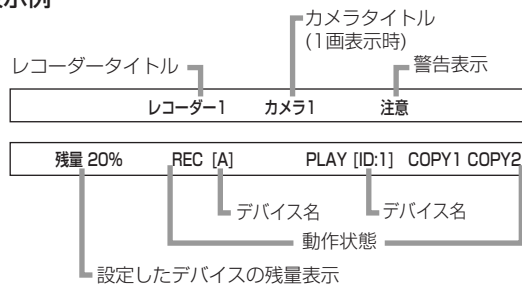 カメラタイトル
(1画表示時)
レコーダータイトル
警告表示
レコーダー1 カメラ1 注意
残量 20% REC [A] PLAY [ID:1] COPY1 COPY2
デバイス名 デバイス名
動作状態
設定したデバイスの残量表示